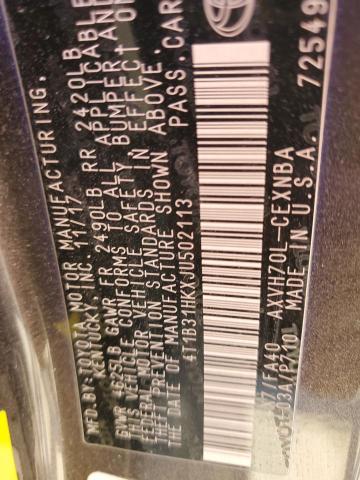 MFD. BY: TOYOTA MOTOR MANUFACTURING
KENTUCKY, INC. 11/17
GVWR 4625LB GAWR FR 2490LB RR 2420LB
THIS VEHICLE CONFORMS TO ALL APPLICABLE
FEDERAL MOTOR VEHICLE SAFETY, BUMPER AND
THEFT PREVENTION STANDARDS IN EFFECT ON
THE DATE OF MANUFACTURE SHOWN ABOVE.
4T1B31HKXJU502113 PASS.CAR
/FA40 AXVH70L-CEXNBA
MADE IN U.S.A. 72549